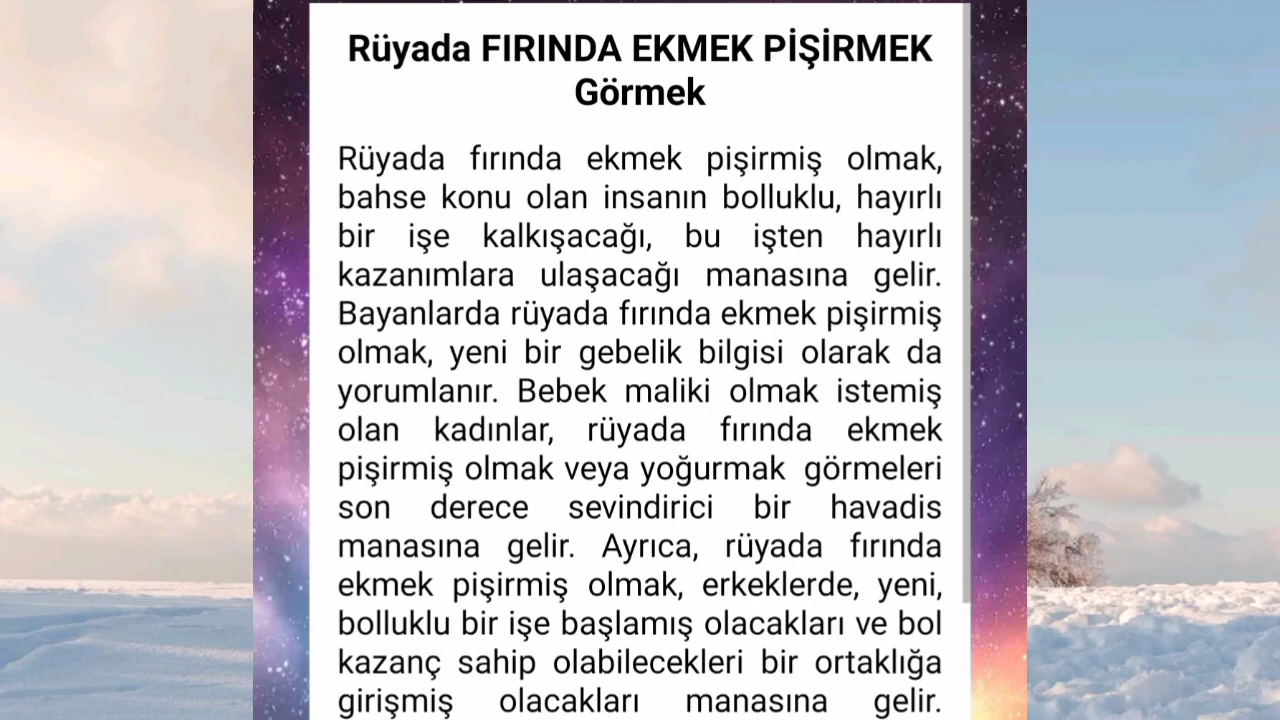 Rüyada FIRINDA EKMEK PİŞİRMEK
Görmek
Rüyada fırında ekmek pişirmiş olmak,
bahse konu olan insanın bolluklu, hayırlı
bir işe kalkışacağı, bu işten hayırlı
kazanımlara ulaşacağı manasına gelir.
Bayanlarda rüyada fırında ekmek pişirmiş
olmak, yeni bir gebelik bilgisi olarak da
yorumlanır. Bebek maliki olmak istemiş
olan kadınlar, rüyada fırında ekmek
pişirmiş olmak veya yoğurmak görmeleri
son derece sevindirici bir havadis
manasına gelir. Ayrıca, rüyada fırında
ekmek pişirmiş olmak, erkeklerde, yeni,
bolluklu bir işe başlamış olacakları ve bol
kazanç sahip olabilecekleri bir ortaklığa
girişmiş olacakları manasına gelir.